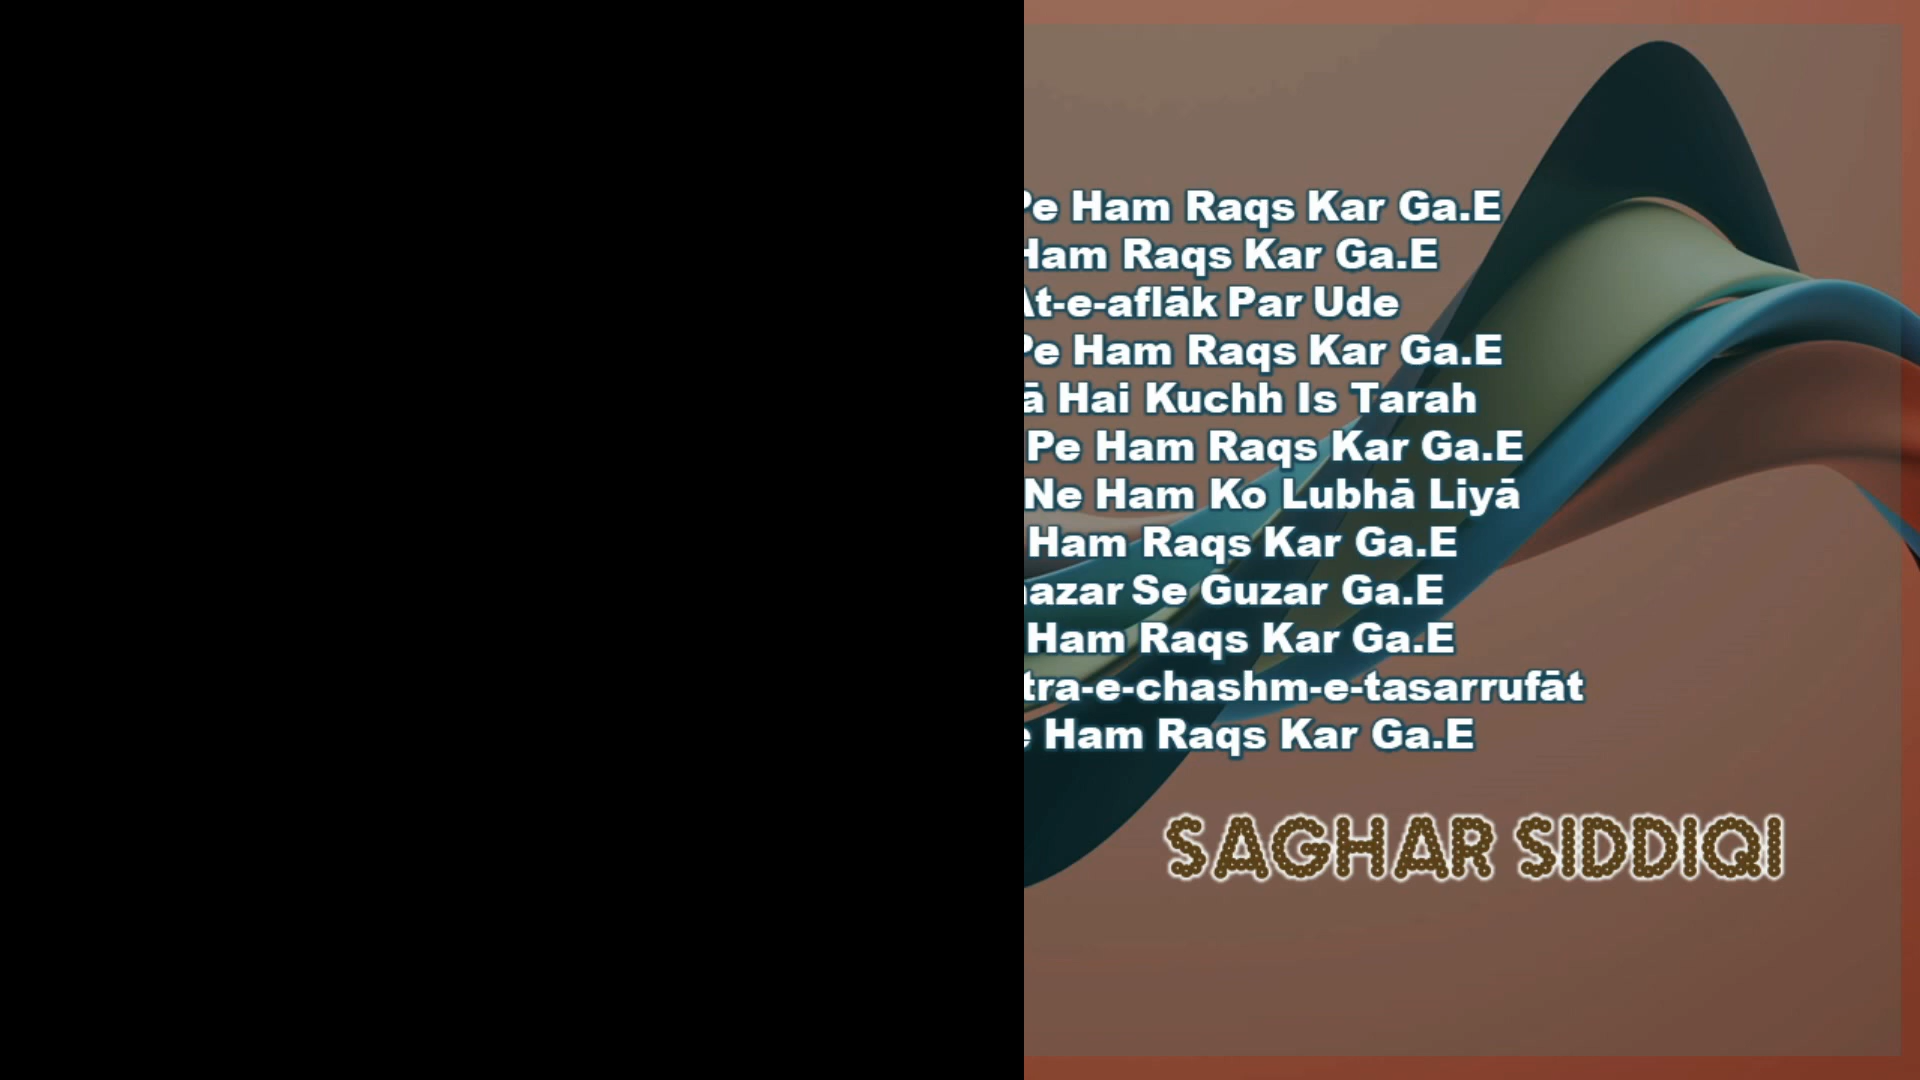 Pe Ham Raqs Kar Ga.E
Ham Raqs Kar Ga.E
At-e-aflāk Par Ude
Pe Ham Raqs Kar Ga.E
ā Hai Kuchh Is Tarah
Pe Ham Raqs Kar Ga.E
Ne Ham Ko Lubhā Liyā
Ham Raqs Kar Ga.E
azar Se Guzar Ga.E
Ham Raqs Kar Ga.E
tra-e-chashm-e-tasarrufāt
Ham Raqs Kar Ga.E
SAGHAR SIDDIQI